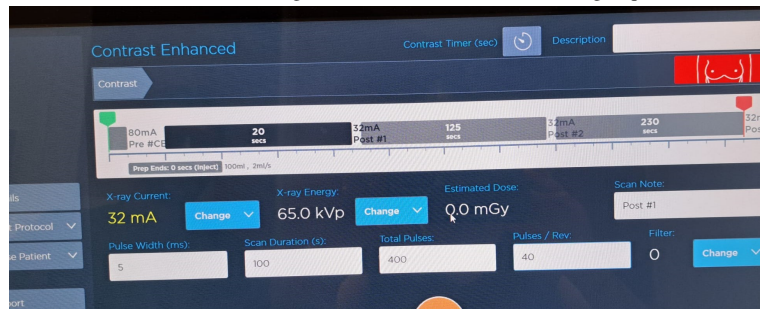 Contrast Enhanced
Contrast Timer (sec)
Description
Contrast
80mA
Pre #CE
20
secs
32mA
Post #1
125
secs
32mA
Post #2
230
secs
Prep Ends: 0 secs (Inject)
100ml , 2ml/s
X-ray Current:
X-ray Energy:
Estimated Dose:
Scan Note:
32 mA
Change
65.0 kVp
Change
0.0 mGy
Post #1
Protocol
Patient
Pulse Width (ms):
Scan Duration (s):
Total Pulses:
Pulses / Rev:
Filter:
5
100
400
40
0
Change